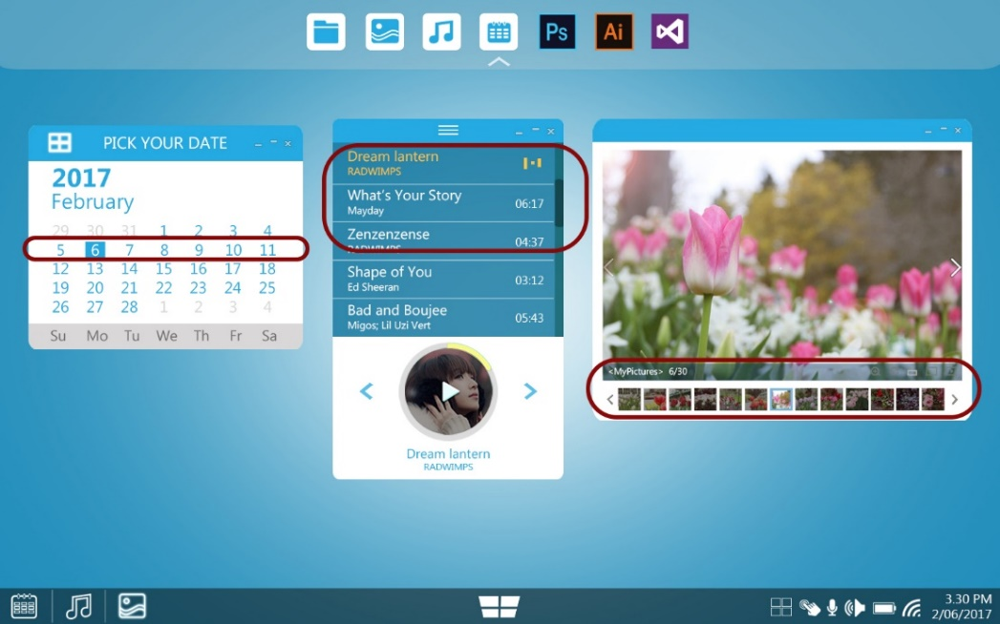 Ps
Ai
PICK YOUR DATE
2017
February
29 30 31 1 2 3 4
5 6 7 8 9 10 11
12 13 14 15 16 17 18
19 20 21 22 23 24 25
26 27 28 1 2 3 4
Su Mo Tu We Th Fr Sa
Dream lantern
RADWIMPS
What's Your Story
06:17
Mayday
Zenzenzense
04:37
RADWIMPS
Shape of You
03:12
Ed Sheeran
Bad and Boujee
05:43
Migos; Lil Uzi Vert
Dream lantern
RADWIMPS
<MyPictures> 6/30
3.30 PM
2/06/2017